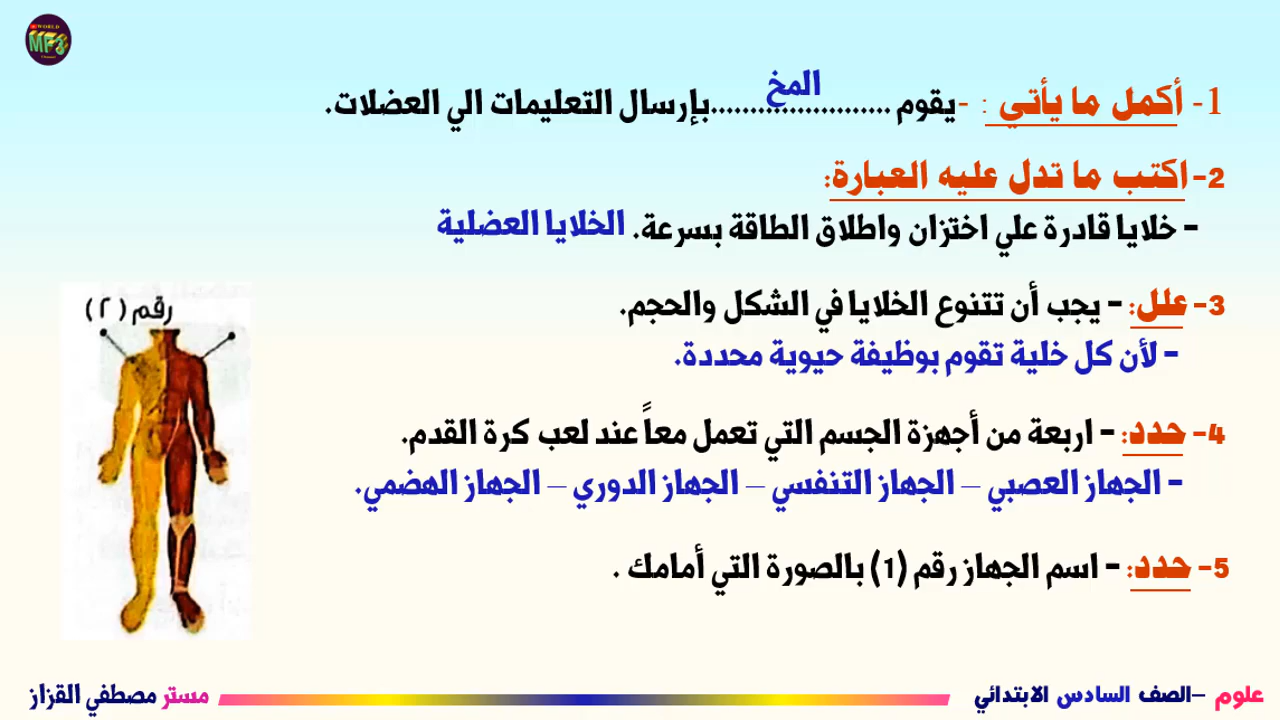 WORLD
MF3
1- أكمل ما يأتي : -يقوم .......................بإرسال التعليمات الي العضلات.
المخ
2- اكتب ما تدل عليه العبارة:
- خلايا قادرة علي اختزان واطلاق الطاقة بسرعة. الخلايا العضلية
3- علل: - يجب أن تتنوع الخلايا في الشكل والحجم.
- لأن كل خلية تقوم بوظيفة حيوية محددة.
4- حدد: - اربعة من أجهزة الجسم التي تعمل معاً عند لعب كرة القدم.
- الجهاز العصبي – الجهاز التنفسي – الجهاز الدوري – الجهاز الهضمي.
5- حدد: - اسم الجهاز رقم (1) بالصورة التي أمامك .
رقم (٢)
علوم –الصف السادس الابتدائي
مستر مصطفي القزاز